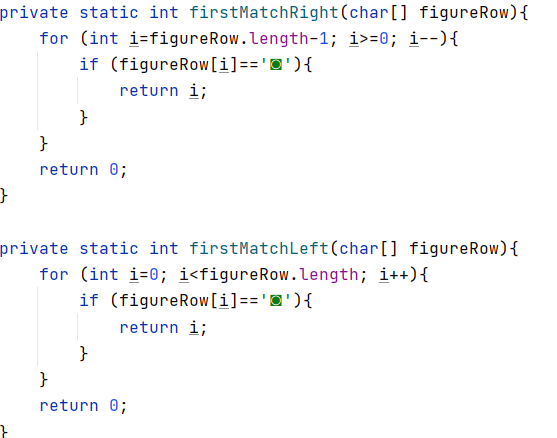 private static int firstMatchRight(char[] figureRow){
    for (int i=figureRow.length-1; i>=0; i--){
        if (figureRow[i]=='◙'){
            return i;
        }
    }
    return 0;
}

private static int firstMatchLeft(char[] figureRow){
    for (int i=0; i<figureRow.length; i++){
        if (figureRow[i]=='◙'){
            return i;
        }
    }
    return 0;
}